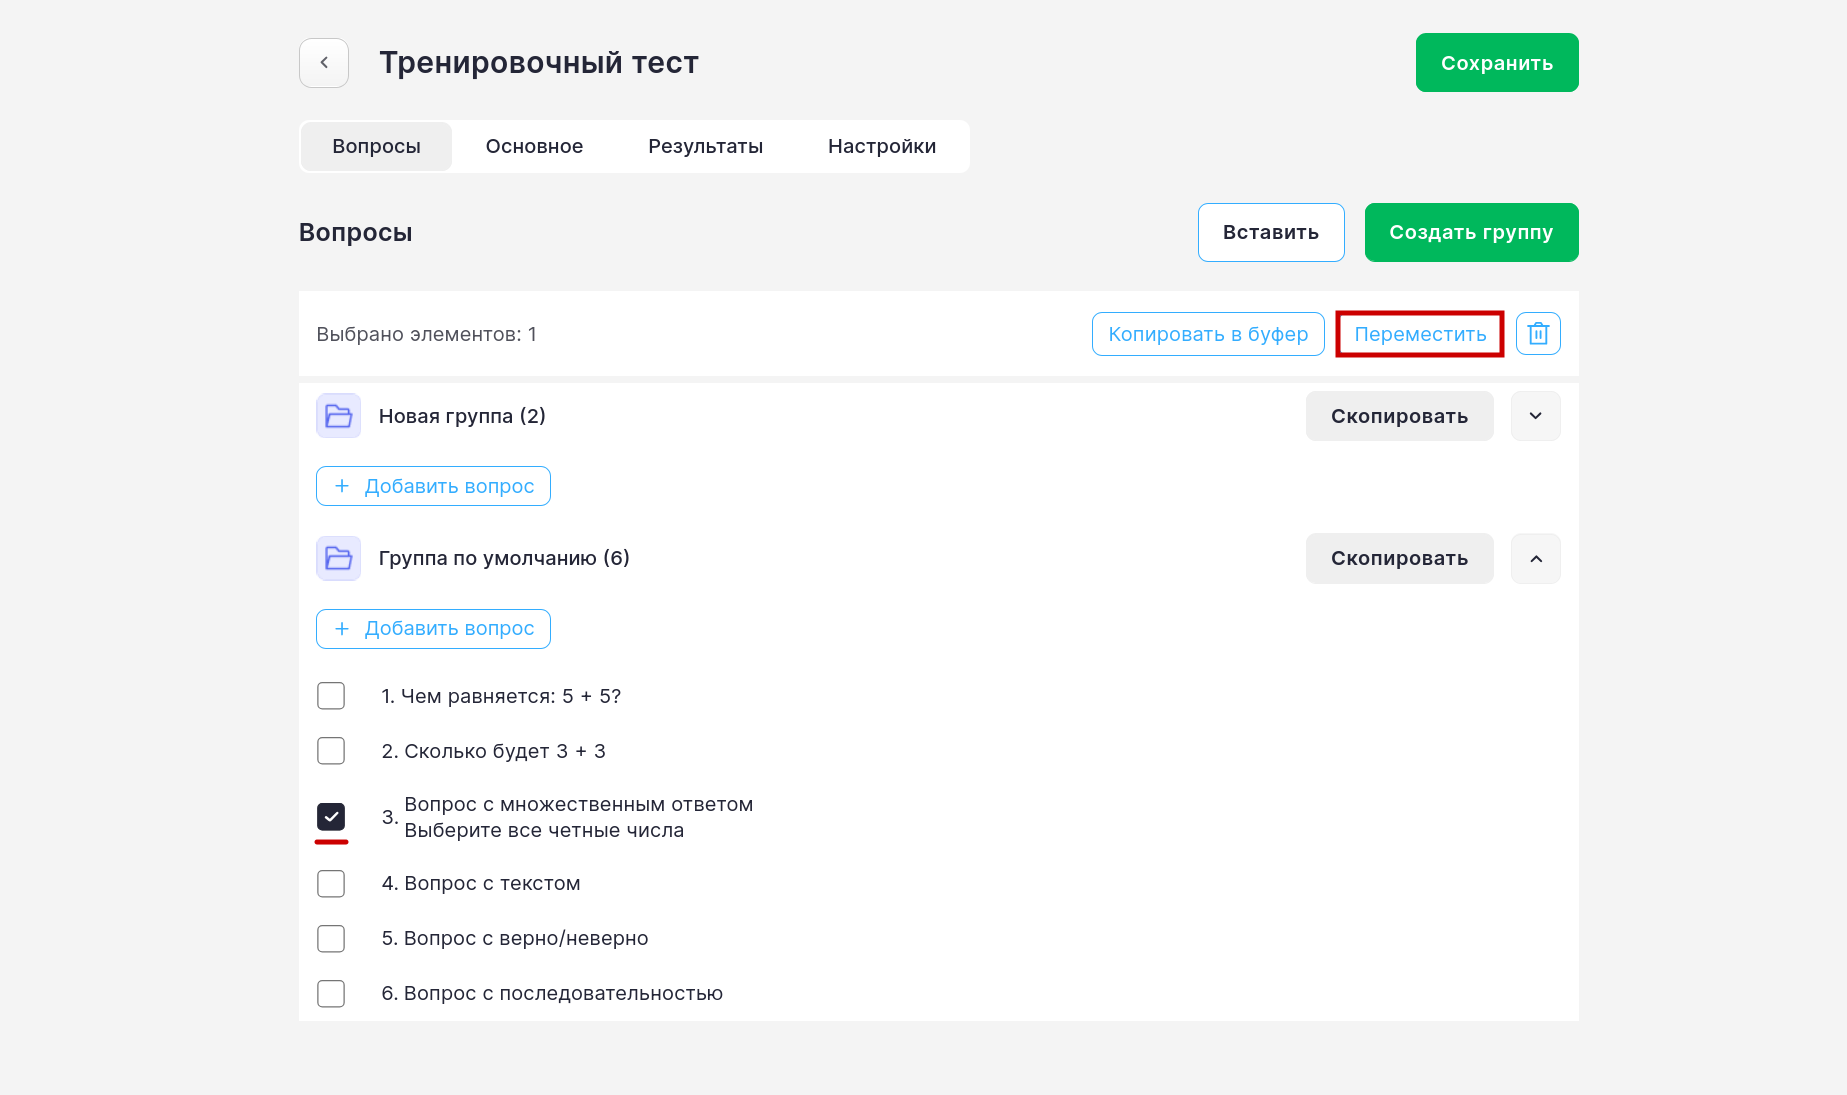 Тренировочный тест
Сохранить
Вопросы
Основное
Результаты
Настройки
Вопросы
Вставить
Создать группу
Выбрано элементов: 1
Копировать в буфер
Переместить
Новая группа (2)
Скопировать
+ Добавить вопрос
Группа по умолчанию (6)
Скопировать
+ Добавить вопрос
1. Чем равняется: 5 + 5?
2. Сколько будет 3 + 3
3. Вопрос с множественным ответом
Выберите все четные числа
4. Вопрос с текстом
5. Вопрос с верно/неверно
6. Вопрос с последовательностью